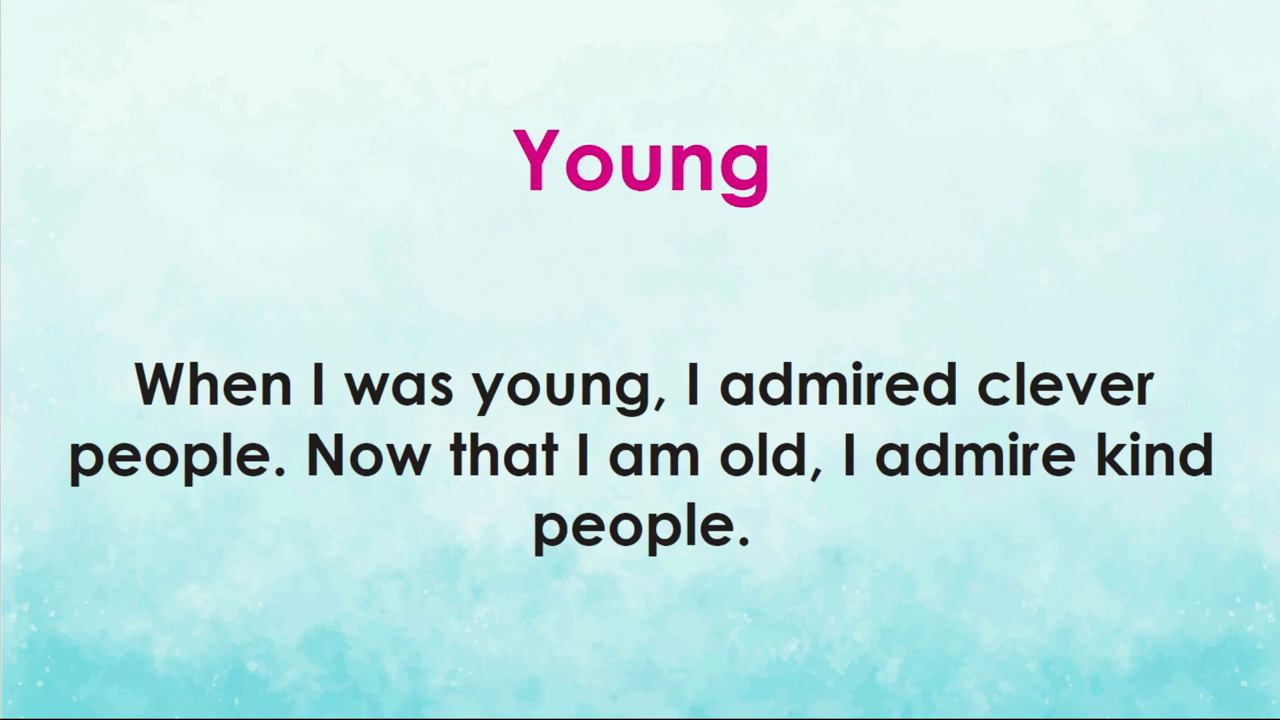 Young
When I was young, I admired clever
people. Now that I am old, I admire kind
people.